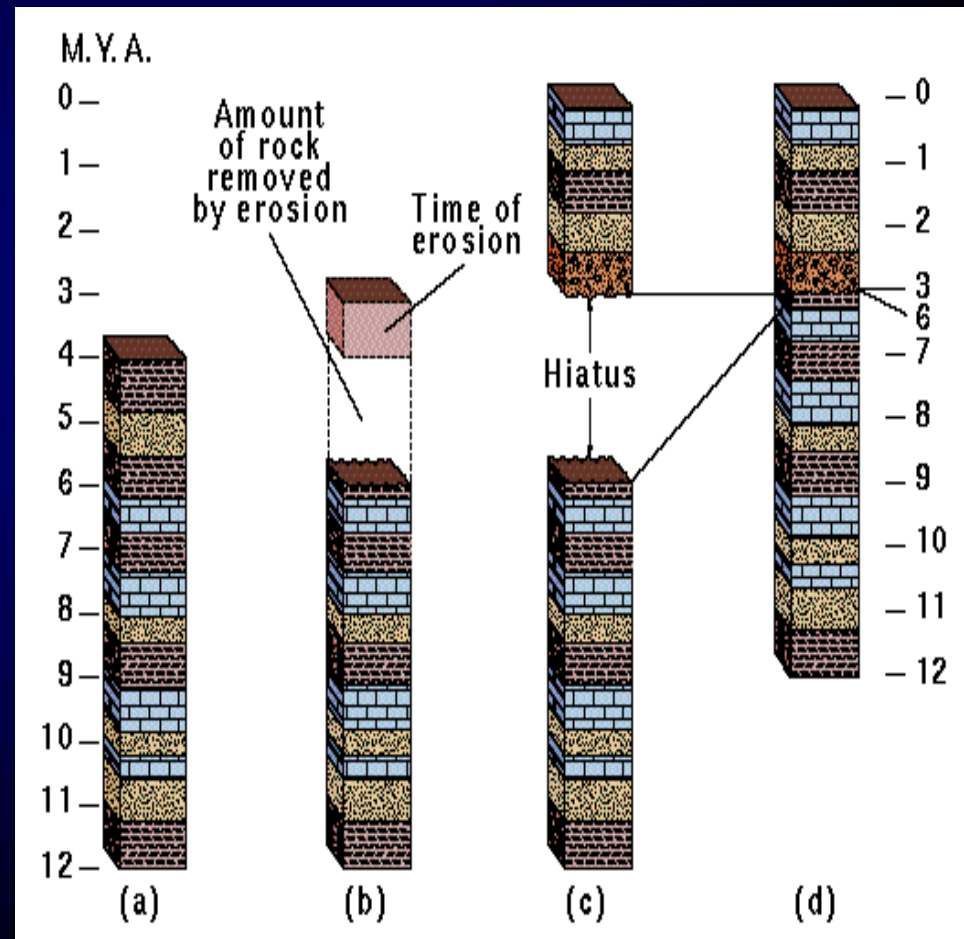 M.Y.A.
0
1
2
3
4
5
6
7
8
9
10
11
12
Amount
of rock
removed
by erosion
Time of
erosion
Hiatus
0
1
2
3
6
7
8
9
10
11
12
(a)
(b)
(c)
(d)